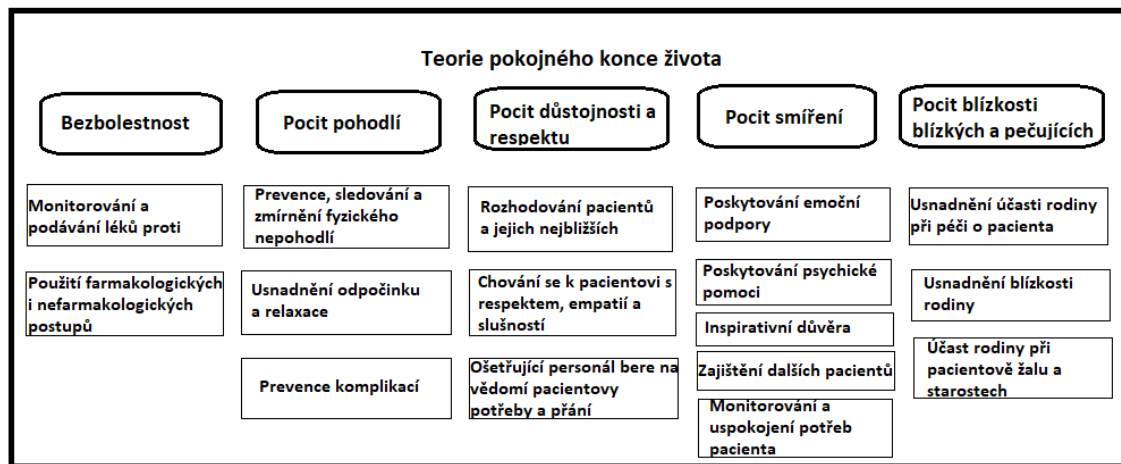 Teorie pokojného konce života
Bezbolestnost
Monitorování a
podávání léků proti
Použití farmakologických
i nefarmakologických
postupů
Pocit pohodlí
Prevence, sledování a
zmírnění fyzického
nepohodlí
Usnadnění odpočinku
a relaxace
Prevence komplikací
Pocit důstojnosti a
respektu
Rozhodování pacientů
a jejich nejbližších
Chování se k pacientovi s
respektem, empatií a
slušností
Ošetřující personál bere na
vědomí pacientovy
potřeby a přání
Pocit smíření
Poskytování emoční
podpory
Poskytování psychické
pomoci
Inspirativní důvěra
Zajištění dalších pacientů
Monitorování a
uspokojení potřeb
pacienta
Pocit blízkosti
blízkých a pečujících
Usnadnění účasti rodiny
při péči o pacienta
Usnadnění blízkosti
rodiny
Účast rodiny při
pacientově žalu a
starostech